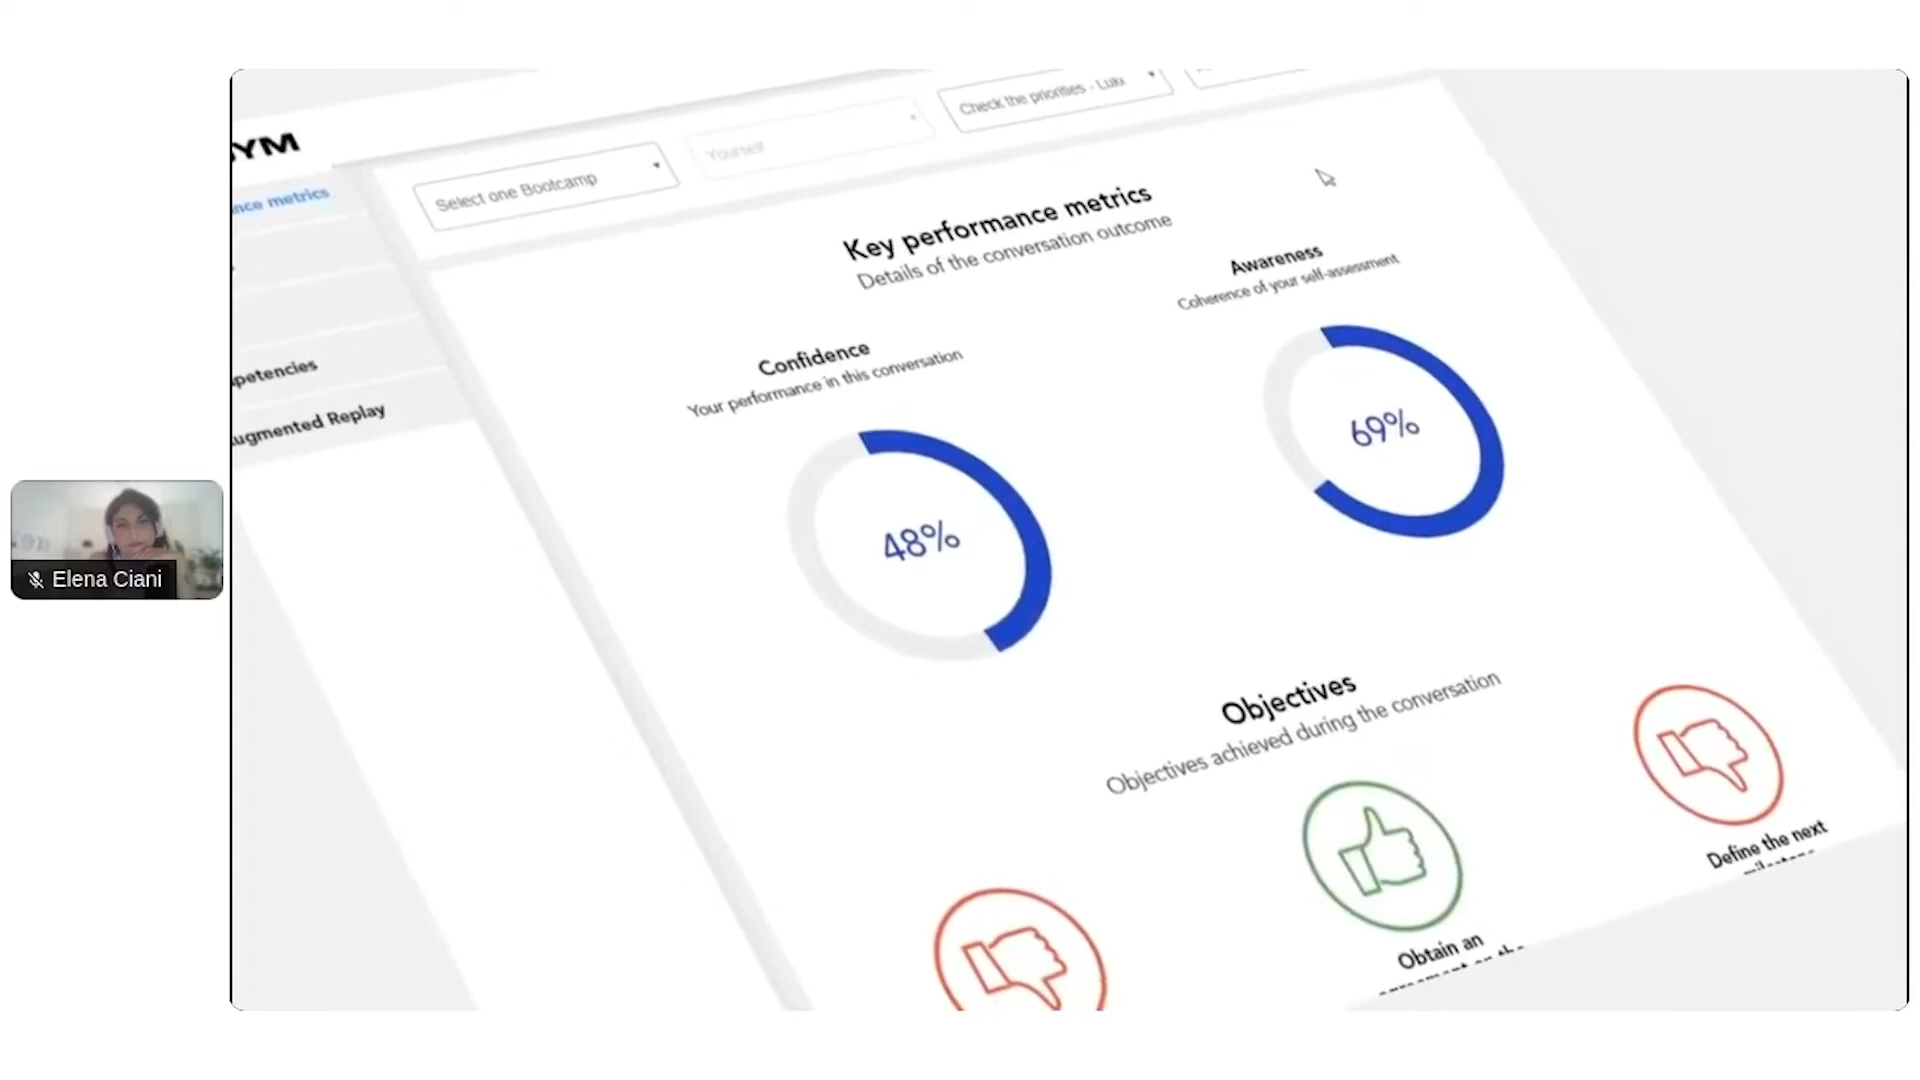 Check the priorities - Luki
YM
Select one Bootcamp
Yourself
nce metrics
Key performance metrics
Details of the conversation outcome
Awareness
Coherence of your self-assessment
Confidence
Your performance in this conversation
petencies
ugmented Replay
69%
48%
Elena Ciani
Objectives
Objectives achieved during the conversation
Define the next
Obtain an